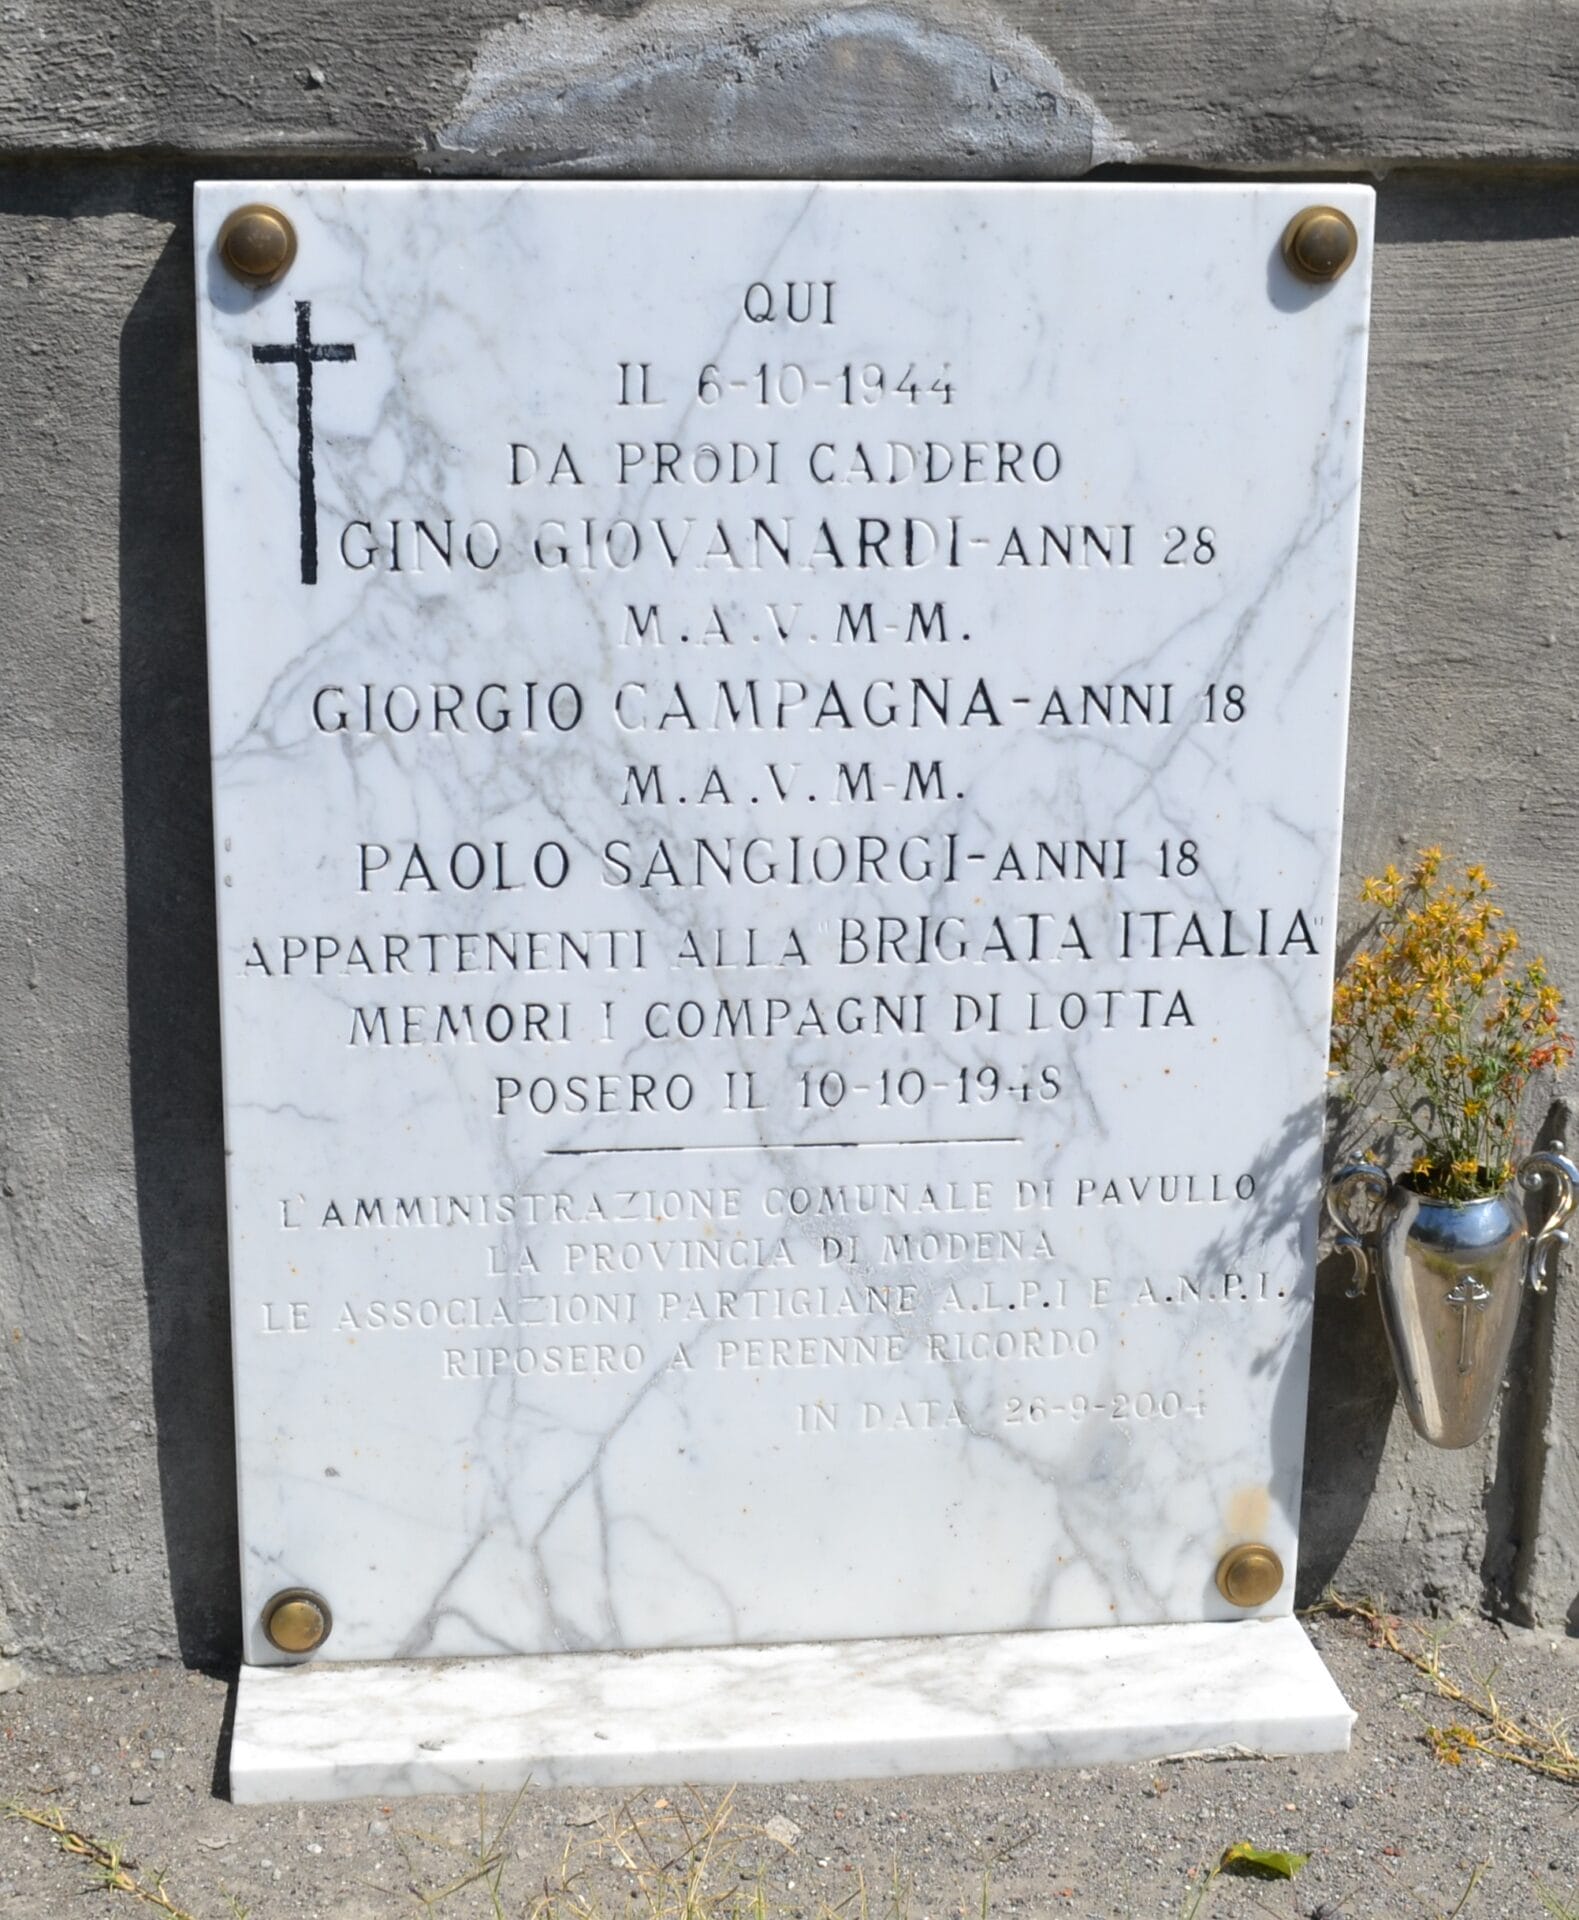 QUI
IL 6-10-1944
DA PRODI CADDERO
GINO GIOVANARDI-ANNI 28
M.A.V.M-M.
GIORGIO CAMPAGNA-ANNI 18
M.A.V.M-M.
PAOLO SANGIORGI-ANNI 18
APPARTENENTI ALLA "BRIGATA ITALIA"
MEMORI I COMPAGNI DI LOTTA
POSERO IL 10-10-1948
L'AMMINISTRAZIONE COMUNALE DI PAVULLO
LA PROVINCIA DI MODENA
LE ASSOCIAZIONI PARTIGIANE A.L.P.I E A.N.P.I.
RIPOSERO A PERENNE RICORDO
IN DATA 26-9-2004